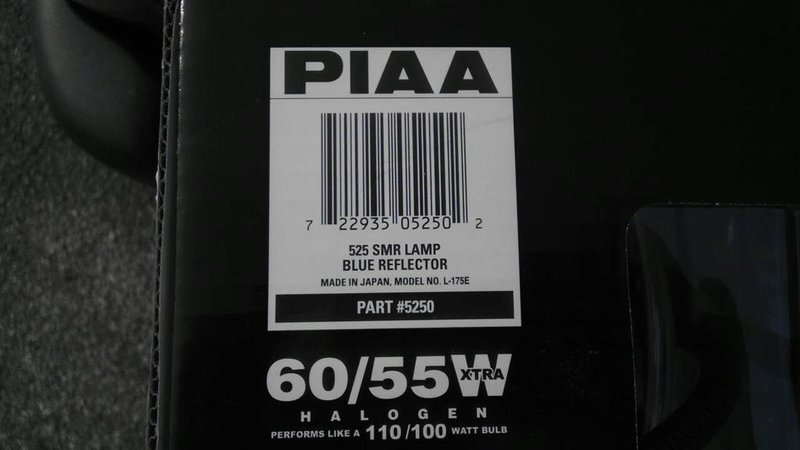 PIAA
7 22935 05250 2
525 SMR LAMP
BLUE REFLECTOR
MADE IN JAPAN, MODEL NO. L-175E
PART #5250
60/55W XTRA
HALOGEN
PERFORMS LIKE A 110/100 WATT BULB